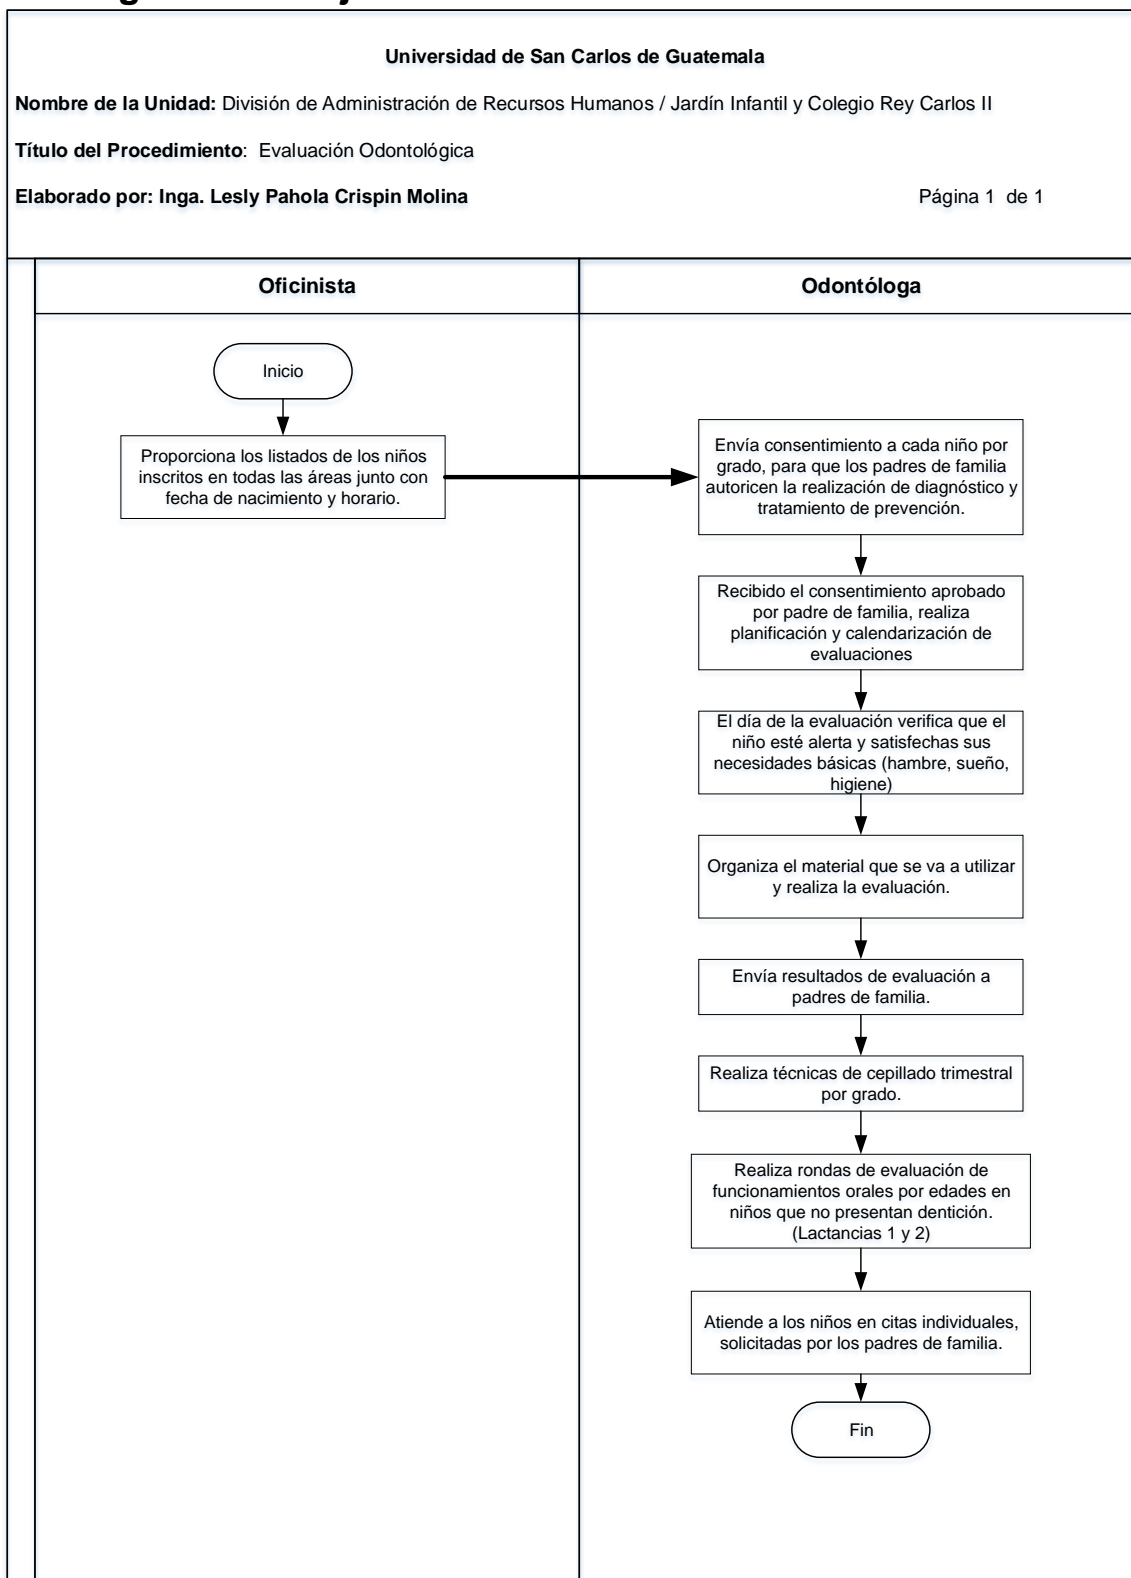 Universidad de San Carlos de Guatemala
Nombre de la Unidad: División de Administración de Recursos Humanos / Jardín Infantil y Colegio Rey Carlos II
Título del Procedimiento: Evaluación Odontológica
Elaborado por: Inga. Lesly Pahola Crispin Molina Página 1 de 1
Oficinista
Odontóloga
Inicio
Proporciona los listados de los niños
inscritos en todas las áreas junto con
fecha de nacimiento y horario.
Envía consentimiento a cada niño por
grado, para que los padres de familia
autoricen la realización de diagnóstico y
tratamiento de prevención.
Recibido el consentimiento aprobado
por padre de familia, realiza
planificación y calendarización de
evaluaciones
El día de la evaluación verifica que el
niño esté alerta y satisfechas sus
necesidades básicas (hambre, sueño,
higiene)
Organiza el material que se va a utilizar
y realiza la evaluación.
Envía resultados de evaluación a
padres de familia.
Realiza técnicas de cepillado trimestral
por grado.
Realiza rondas de evaluación de
funcionamientos orales por edades en
niños que no presentan dentición.
(Lactancias 1 y 2)
Atiende a los niños en citas individuales,
solicitadas por los padres de familia.
Fin